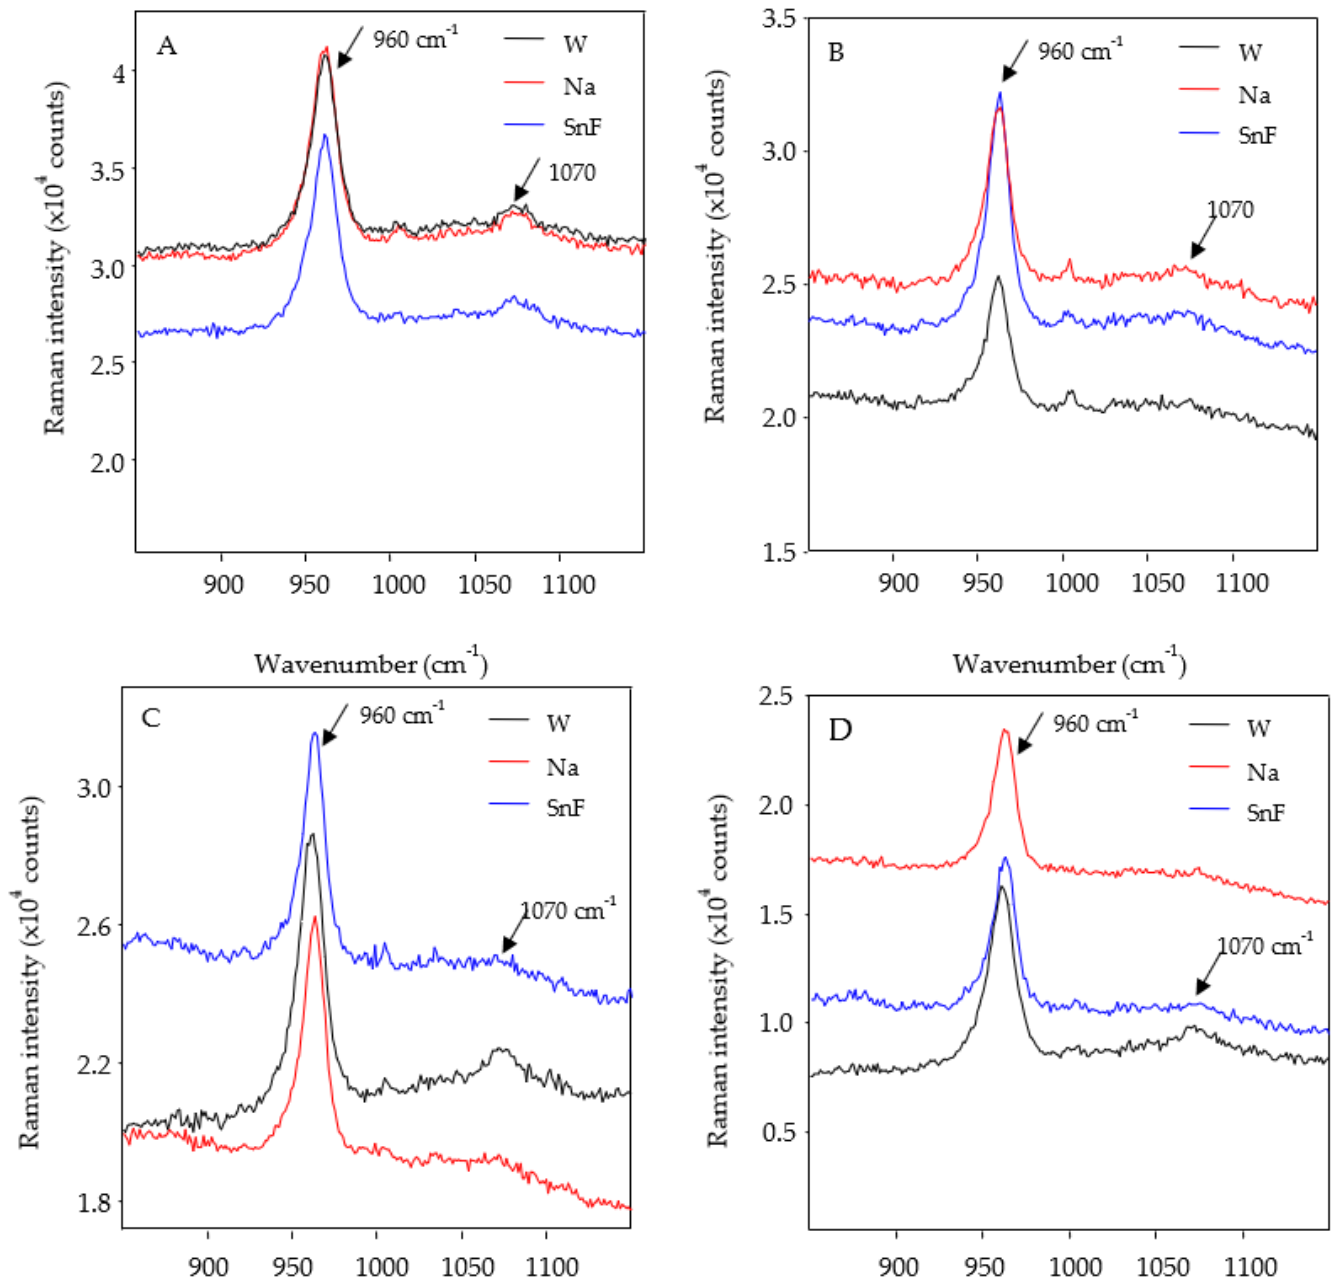 A
960 cm-1
W
Na
SnF
1070
4
3.5
3.0
2.5
2.0
Raman intensity (x10^4 counts)
900 950 1000 1050 1100
Wavenumber (cm-1)
B
960 cm-1
W
Na
SnF
1070
3.5
3.0
2.5
2.0
1.5
Raman intensity (x10^4 counts)
900 950 1000 1050 1100
Wavenumber (cm-1)
C
960 cm-1
W
Na
SnF
1070 cm-1
3.0
2.6
2.2
1.8
Raman intensity (x10^4 counts)
900 950 1000 1050 1100
D
960 cm-1
W
Na
SnF
1070 cm-1
2.5
2.0
1.5
1.0
0.5
Raman intensity (x10^4 counts)
900 950 1000 1050 1100